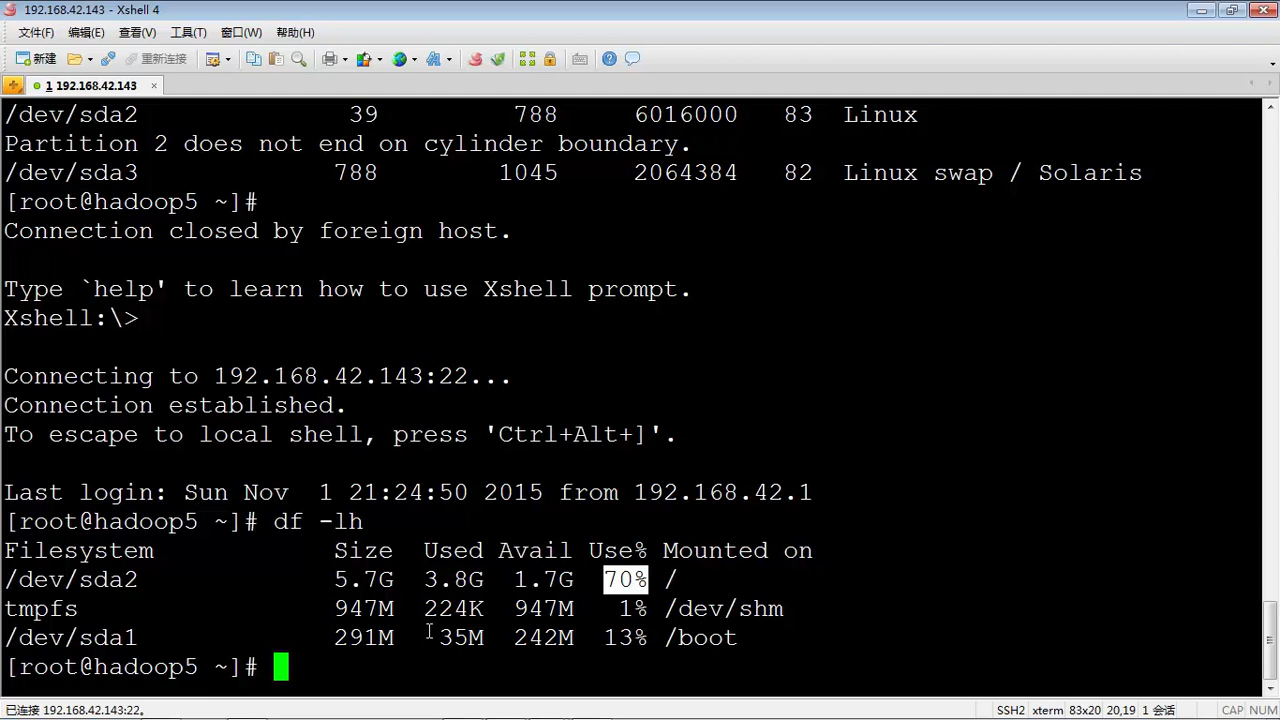 192.168.42.143 - Xshell 4
文件(F) 编辑(E) 查看(V) 工具(T) 窗口(W) 帮助(H)
新建 重新连接
1 192.168.42.143
/dev/sda2 39 788 6016000 83 Linux
Partition 2 does not end on cylinder boundary.
/dev/sda3 788 1045 2064384 82 Linux swap / Solaris
[root@hadoop5 ~]#
Connection closed by foreign host.
Type `help' to learn how to use Xshell prompt.
Xshell:\>
Connecting to 192.168.42.143:22...
Connection established.
To escape to local shell, press 'Ctrl+Alt+]'.
Last login: Sun Nov  1 21:24:50 2015 from 192.168.42.1
[root@hadoop5 ~]# df -lh
Filesystem Size Used Avail Use% Mounted on
/dev/sda2 5.7G 3.8G 1.7G 70% /
tmpfs 947M 224K 947M 1% /dev/shm
/dev/sda1 291M 35M 242M 13% /boot
[root@hadoop5 ~]#
已连接 192.168.42.143:22。 SSH2 xterm 83x20 20,19 1 会话 CAP NUM